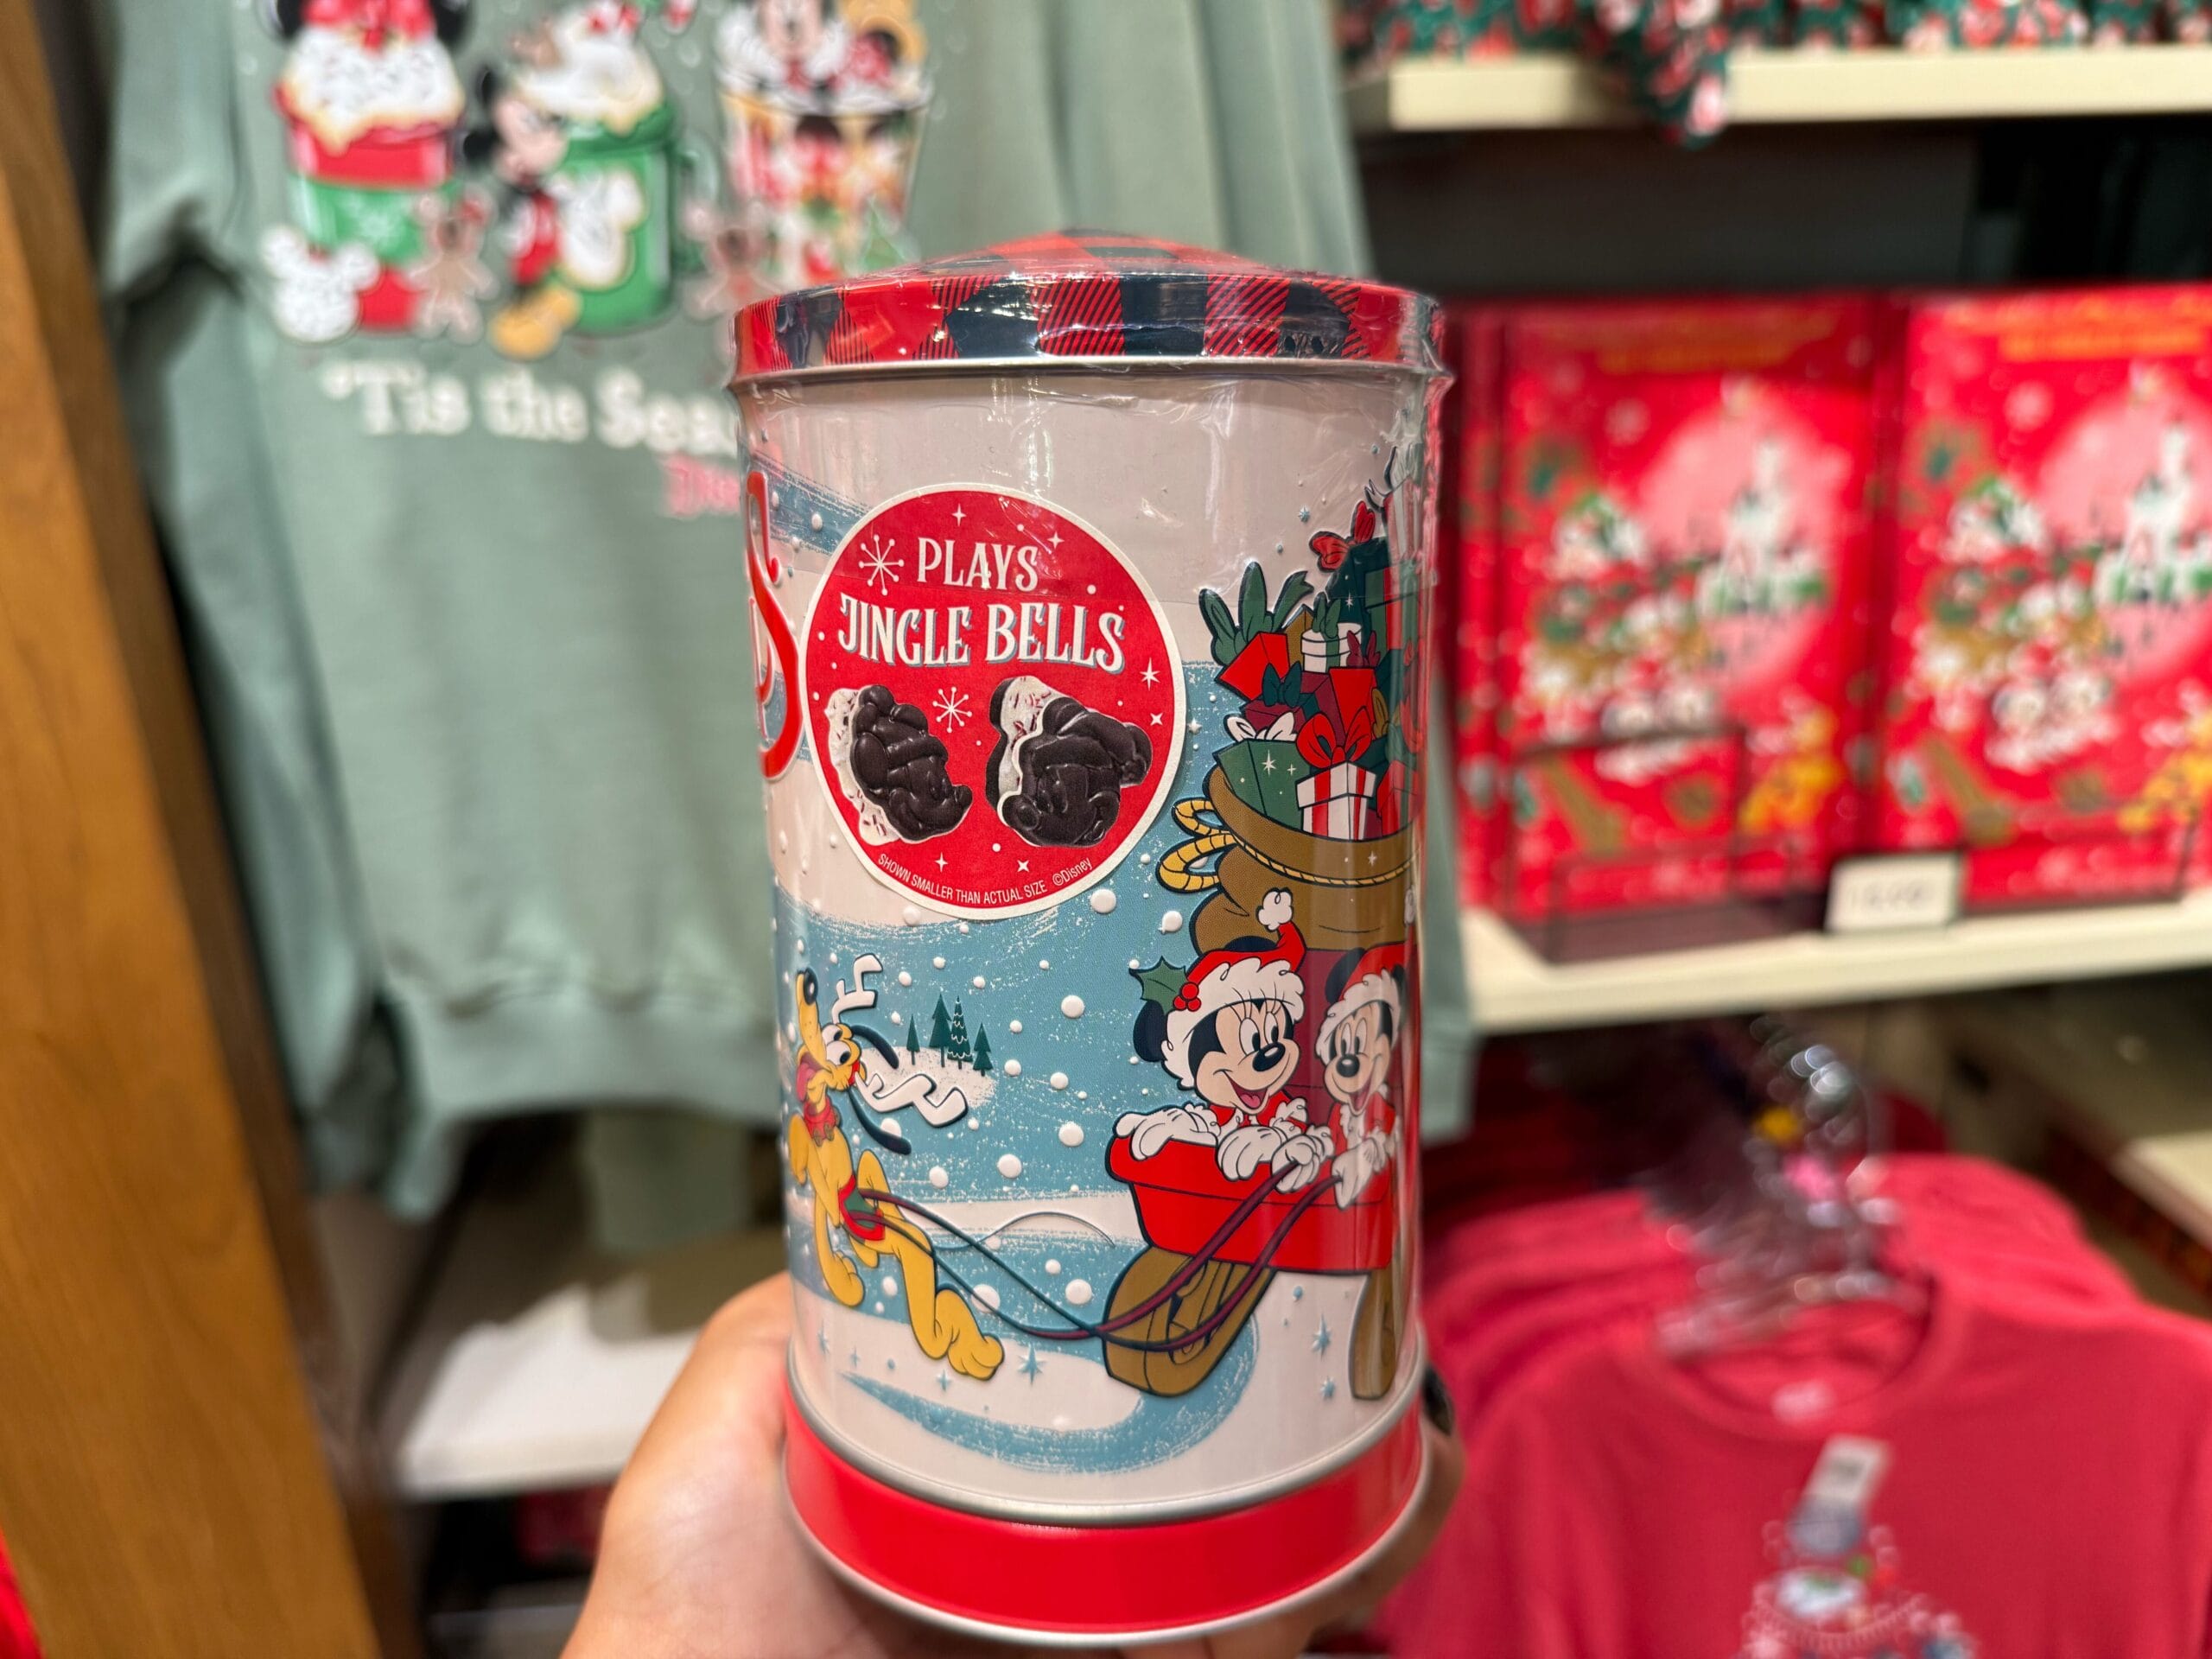 'Tis the Seas
PLAYS
JINGLE BELLS
SHOWN SMALLER THAN ACTUAL SIZE ©Disney